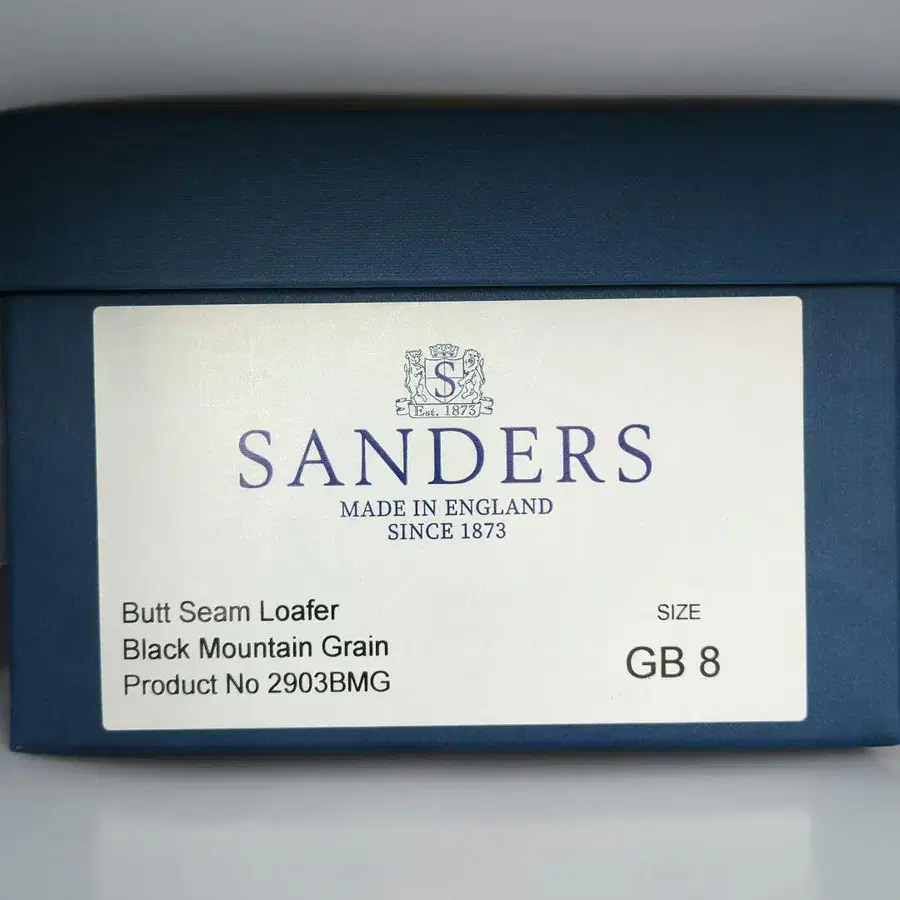 S
Est. 1873
SANDERS
MADE IN ENGLAND
SINCE 1873
Butt Seam Loafer
Black Mountain Grain
Product No 2903BMG
SIZE
GB 8